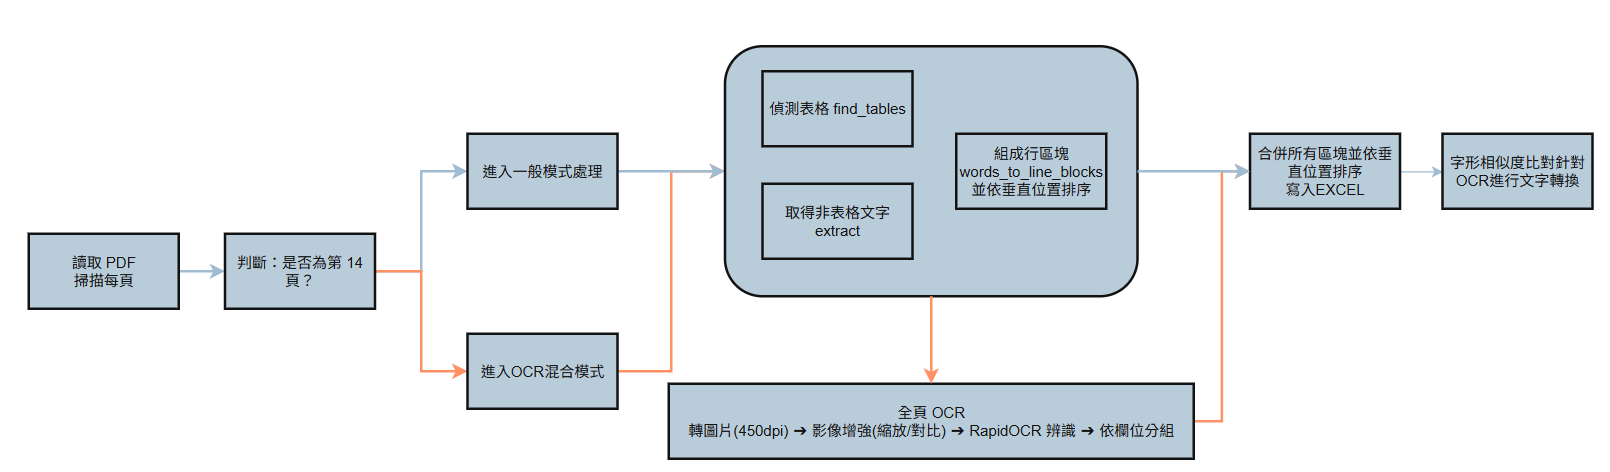 讀取 PDF
掃描每頁
判斷：是否為第 14
頁？
進入一般模式處理
進入OCR混合模式
偵測表格 find_tables
取得非表格文字
extract
組成行區塊
words_to_line_blocks
並依垂直位置排序
全頁 OCR
轉圖片(450dpi) ➔ 影像增強(縮放/對比) ➔ RapidOCR 辨識 ➔ 依欄位分組
合併所有區塊並依垂
直位置排序
寫入EXCEL
字形相似度比對針對
OCR進行文字轉換